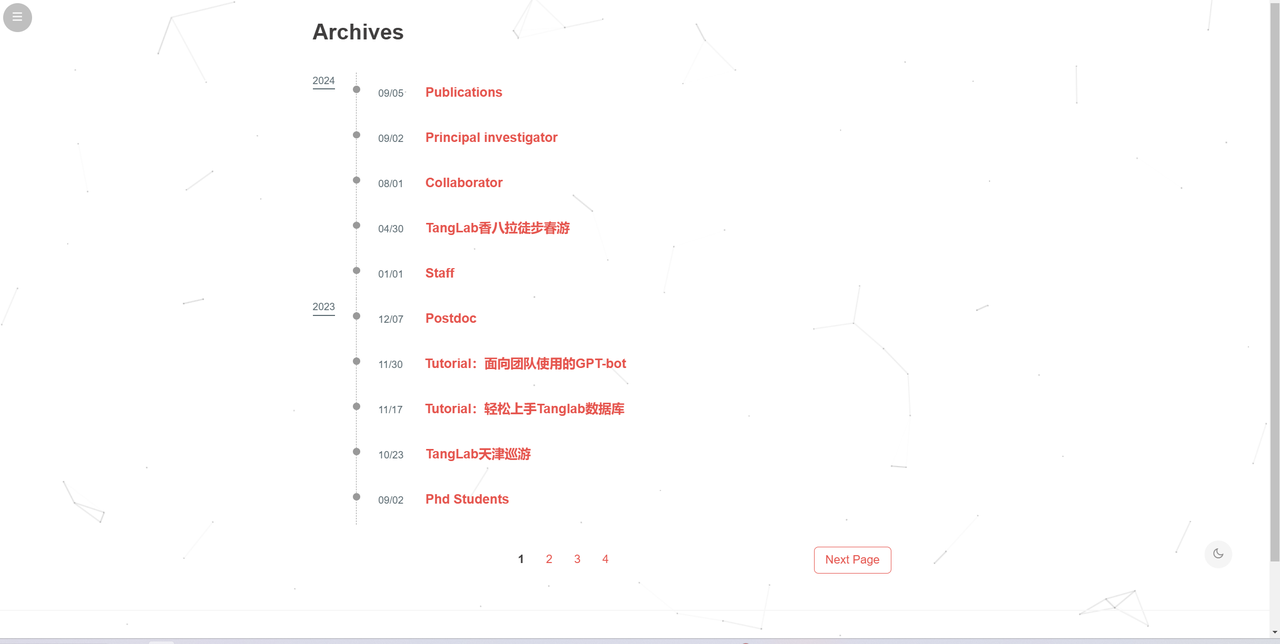 Archives
2024
09/05 Publications
09/02 Principal investigator
08/01 Collaborator
04/30 TangLab香八拉徒步春游
01/01 Staff
2023
12/07 Postdoc
11/30 Tutorial：面向团队使用的GPT-bot
11/17 Tutorial：轻松上手Tanglab数据库
10/23 TangLab天津巡游
09/02 Phd Students
1 2 3 4 Next Page